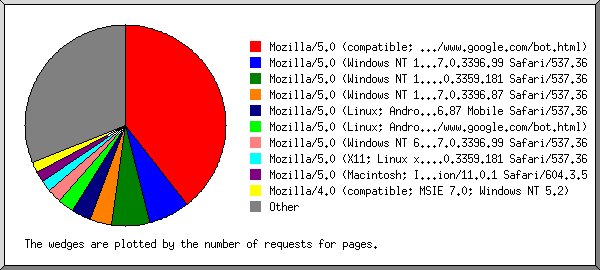 Mozilla/5.0 (compatible; .../www.google.com/bot.html)
Mozilla/5.0 (Windows NT 1...7.0.3396.99 Safari/537.36
Mozilla/5.0 (Windows NT 1....0.3359.181 Safari/537.36
Mozilla/5.0 (Windows NT 1...7.0.3396.87 Safari/537.36
Mozilla/5.0 (Linux; Andro...6.87 Mobile Safari/537.36
Mozilla/5.0 (Linux; Andro.../www.google.com/bot.html)
Mozilla/5.0 (Windows NT 6...7.0.3396.99 Safari/537.36
Mozilla/5.0 (X11; Linux x....0.3359.181 Safari/537.36
Mozilla/5.0 (Macintosh; I...ion/11.0.1 Safari/604.3.5
Mozilla/4.0 (compatible; MSIE 7.0; Windows NT 5.2)
Other
The wedges are plotted by the number of requests for pages.